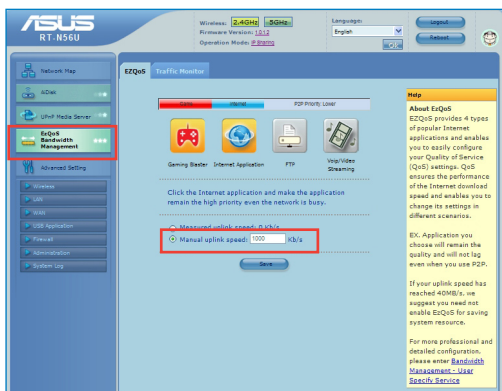 ASUS
RT-N56U
Wireless: 2.4GHz 5GHz
Firmware Version: 1.0.1.2
Operation Mode: IP Sharing
Language:
English
OK
Logout
Reboot
Network Map
AiDisk
UPnP Media Server
EzQoS
Bandwidth
Management
Advanced Setting
Wireless
LAN
WAN
USB Application
Firewall
Administration
System Log
EZQoS Traffic Monitor
Game Internet P2P Priority Lower
Gaming Blaster Internet Application FTP Voip/Video
Streaming
Click the Internet application and make the application
remain the high priority even the network is busy.
Measured uplink speed: 0 Kb/s
Manual uplink speed: 1000 Kb/s
Save
Help
About EzQoS
EZQoS provides 4 types
of popular Internet
applications and enables
you to easily configure
your Quality of Service
(QoS) settings. QoS
ensures the performance
of the Internet download
speed and enables you to
change its settings in
different scenarios.
EX. Application you
choose will remain the
quality and will not lag
even when you use P2P.
If your uplink speed has
reached 40MB/s, we
suggest you need not
enable EzQoS for saving
system resource.
For more professional and
detailed configuration,
please enter Bandwidth
Management - User
Specify Service